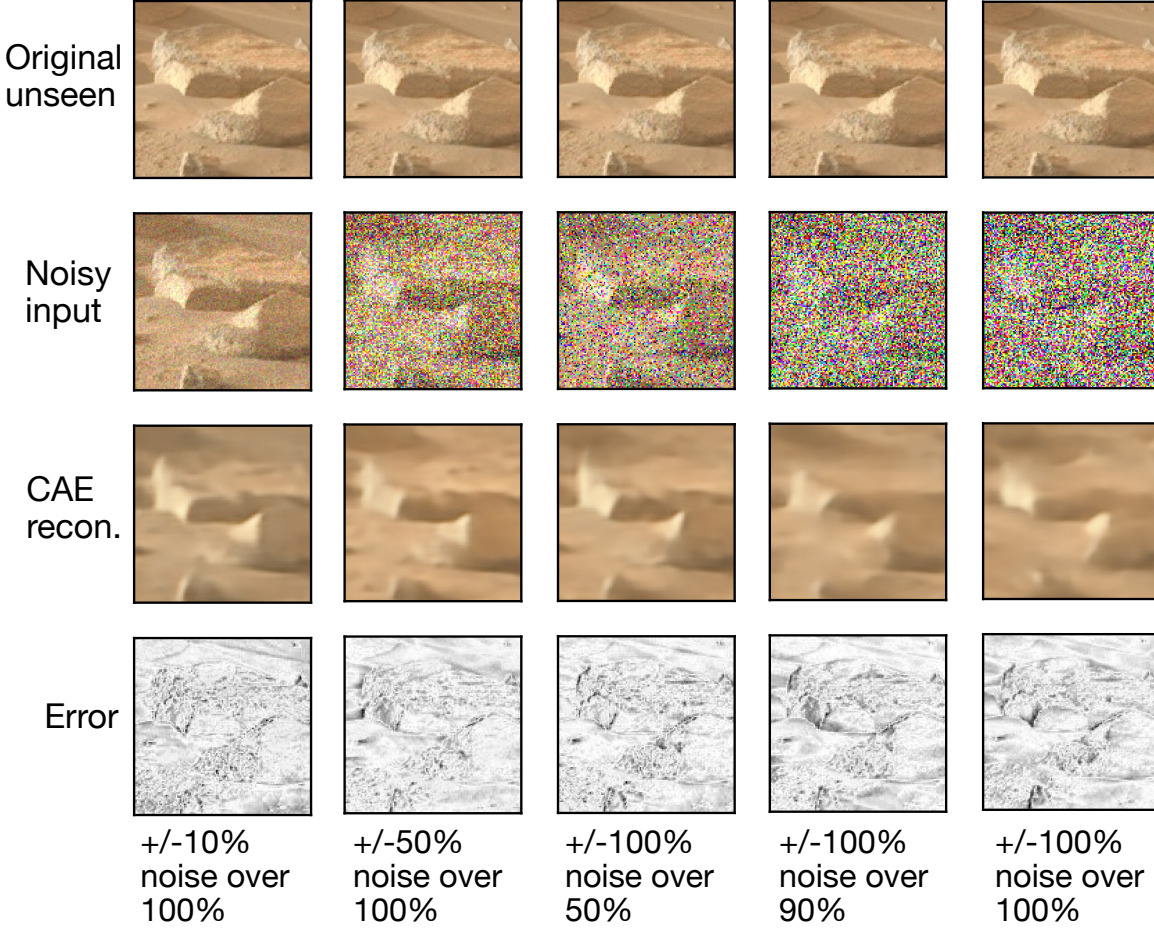 Original
unseen
Noisy
input
CAE
recon.
Error
+/-10%
noise over
100%
+/-50%
noise over
100%
+/-100%
noise over
50%
+/-100%
noise over
90%
+/-100%
noise over
100%